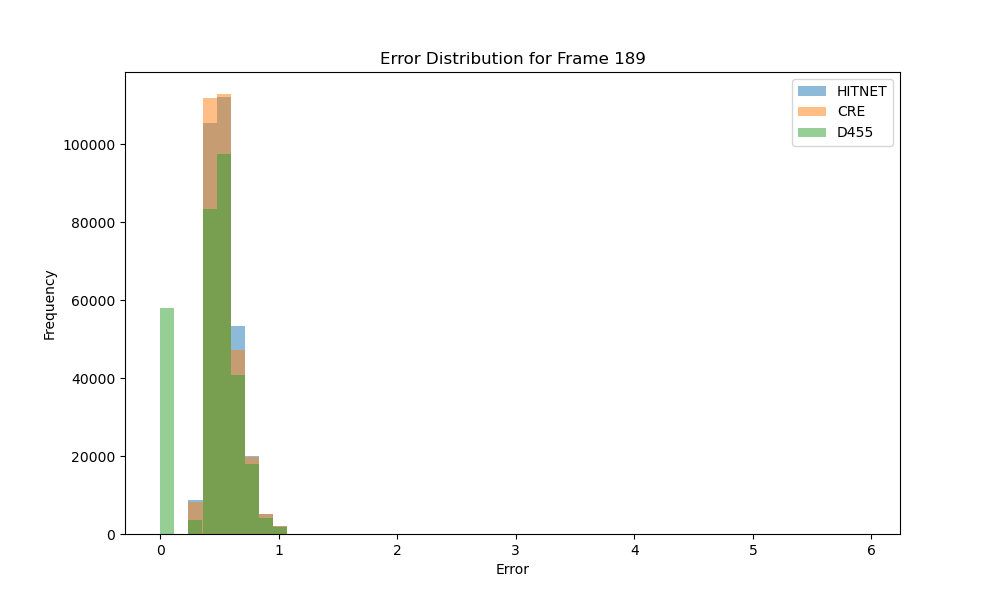 Error Distribution for Frame 189
HITNET
CRE
D455
100000
80000
60000
40000
20000
0
Frequency
0 1 2 3 4 5 6
Error